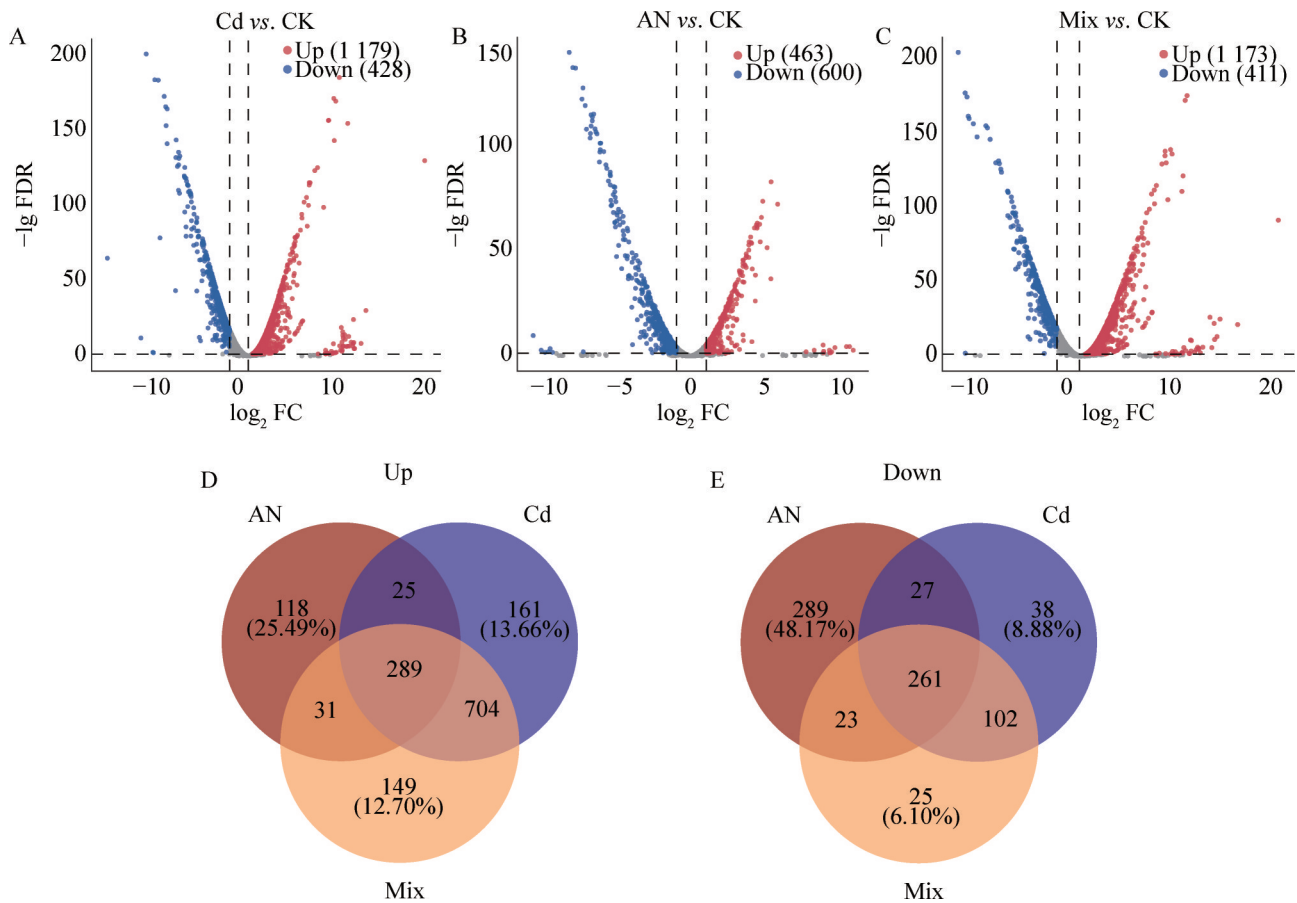 A
Cd vs. CK
Up (1 179)
Down (428)
200
150
100
50
0
−lg FDR
−10
0
10
20
log2 FC
B
AN vs. CK
Up (463)
Down (600)
150
100
50
0
−lg FDR
−10
−5
0
5
10
log2 FC
C
Mix vs. CK
Up (1 173)
Down (411)
200
150
100
50
0
−lg FDR
−10
0
10
20
log2 FC
D
Up
AN
Cd
25
118
(25.49%)
161
(13.66%)
289
31
704
149
(12.70%)
Mix
E
Down
AN
Cd
27
289
(48.17%)
38
(8.88%)
261
23
102
25
(6.10%)
Mix